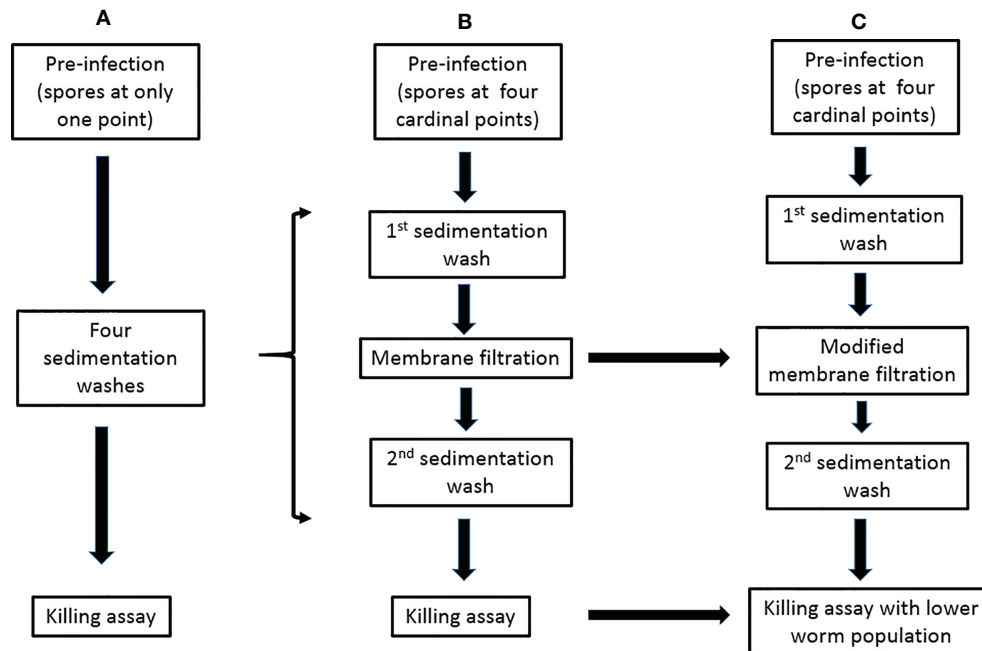 A
Pre-infection
(spores at only
one point)
Four
sedimentation
washes
Killing assay
B
Pre-infection
(spores at four
cardinal points)
1st sedimentation
wash
Membrane filtration
2nd sedimentation
wash
Killing assay
C
Pre-infection
(spores at four
cardinal points)
1st sedimentation
wash
Modified
membrane filtration
2nd sedimentation
wash
Killing assay with lower
worm population